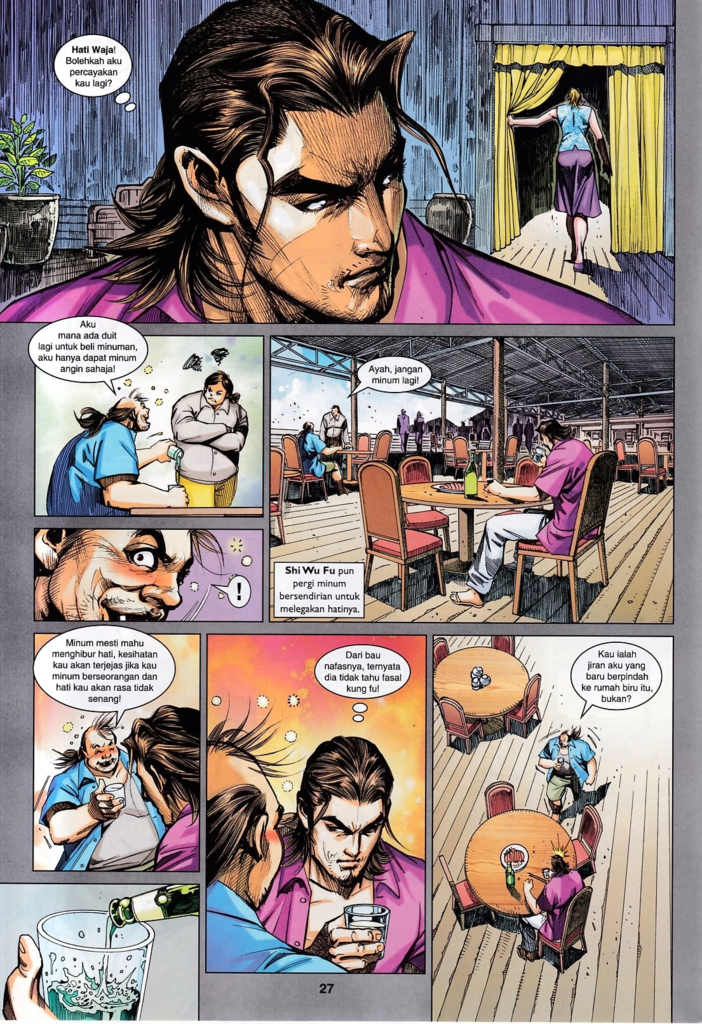 Hati Waja!
Bolehkah aku
percayakan
kau lagi?
Aku
mana ada duit
lagi untuk beli minuman,
aku hanya dapat minum
angin sahaja!
Ayah, jangan
minum lagi!
Shi Wu Fu pun
pergi minum
bersendirian untuk
melegakan hatinya.
!
Minum mesti mahu
menghibur hati, kesihatan
kau akan terjejas jika kau
minum berseorangan dan
hati kau akan rasa tidak
senang!
Dari bau
nafasnya, ternyata
dia tidak tahu fasal
kung fu!
Kau ialah
jiran aku yang
baru berpindah
ke rumah biru itu,
bukan?
27